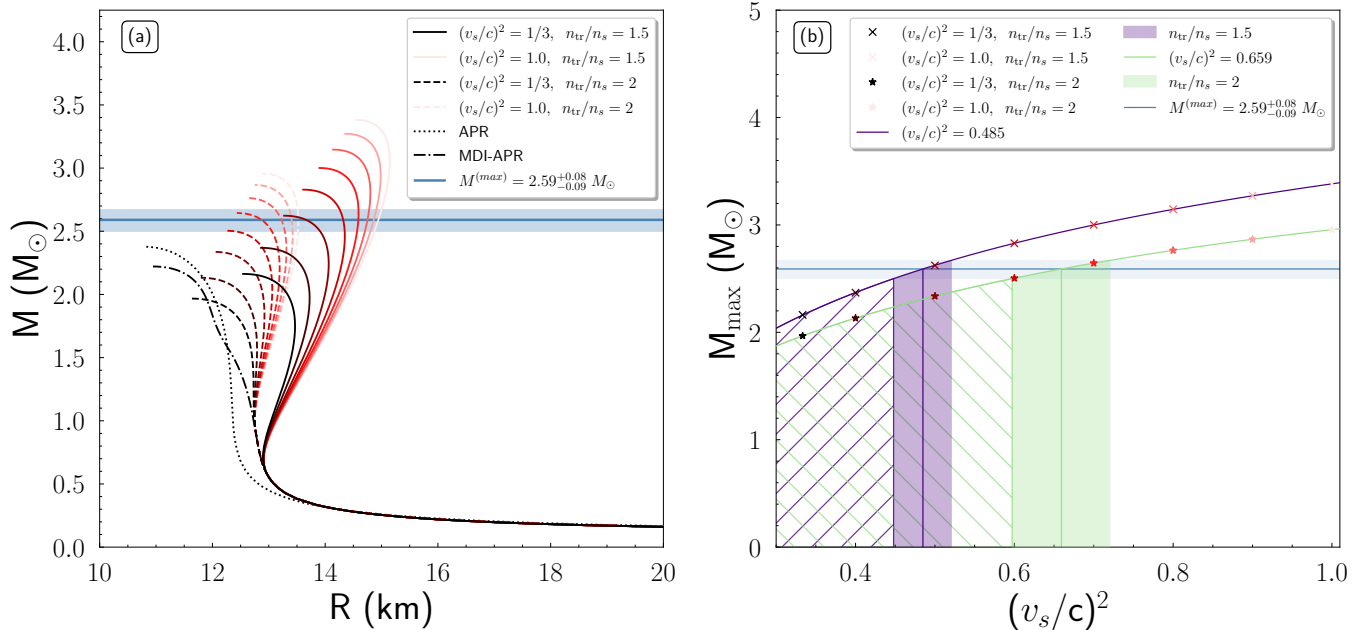 (a)
(v_s/c)^2 = 1/3, n_tr/n_s = 1.5
(v_s/c)^2 = 1.0, n_tr/n_s = 1.5
(v_s/c)^2 = 1/3, n_tr/n_s = 2
(v_s/c)^2 = 1.0, n_tr/n_s = 2
APR
MDI-APR
M^(max) = 2.59^{+0.08}_{-0.09} M_⊙
4.0
3.5
3.0
2.5
2.0
1.5
1.0
0.5
0.0
M (M_⊙)
10
12
14
16
18
20
R (km)
(b)
(v_s/c)^2 = 1/3, n_tr/n_s = 1.5
(v_s/c)^2 = 1.0, n_tr/n_s = 1.5
(v_s/c)^2 = 1/3, n_tr/n_s = 2
(v_s/c)^2 = 1.0, n_tr/n_s = 2
(v_s/c)^2 = 0.485
n_tr/n_s = 1.5
(v_s/c)^2 = 0.659
n_tr/n_s = 2
M^(max) = 2.59^{+0.08}_{-0.09} M_⊙
5
4
3
2
1
0
M_max (M_⊙)
0.4
0.6
0.8
1.0
(v_s/c)^2